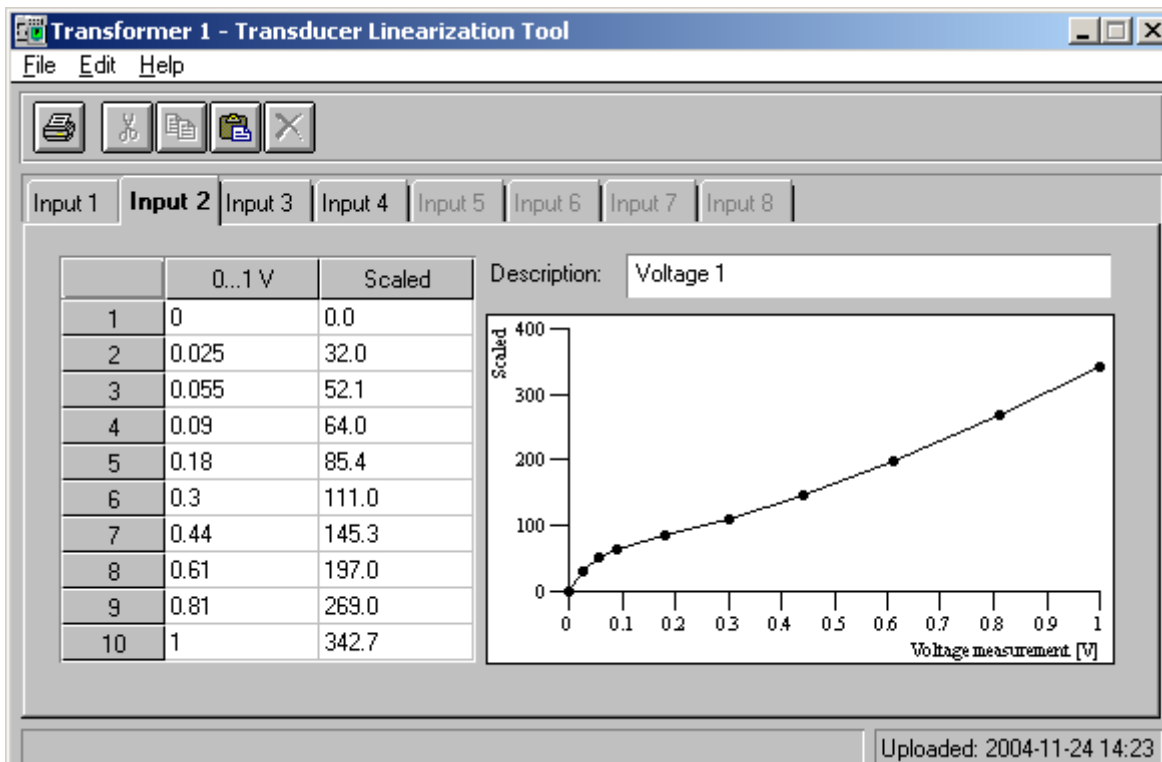 Transformer 1 - Transducer Linearization Tool
File Edit Help
Input 1 Input 2 Input 3 Input 4 Input 5 Input 6 Input 7 Input 8
0...1 V Scaled
1 0 0.0
2 0.025 32.0
3 0.055 52.1
4 0.09 64.0
5 0.18 85.4
6 0.3 111.0
7 0.44 145.3
8 0.61 197.0
9 0.81 269.0
10 1 342.7
Description: Voltage 1
Scaled
400
300
200
100
0
0 0.1 0.2 0.3 0.4 0.5 0.6 0.7 0.8 0.9 1
Voltage measurement [V]
Uploaded: 2004-11-24 14:23